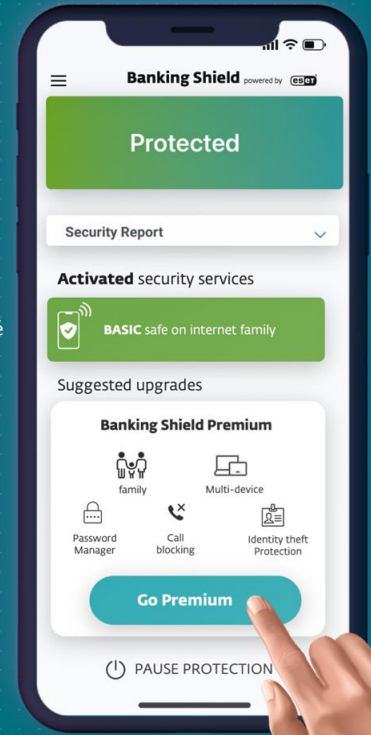 Banking Shield powered by eset
Protected
Security Report
Activated security services
BASIC safe on internet family
Suggested upgrades
Banking Shield Premium
family
Multi-device
Password
Manager
Call
blocking
Identity theft
Protection
Go Premium
PAUSE PROTECTION